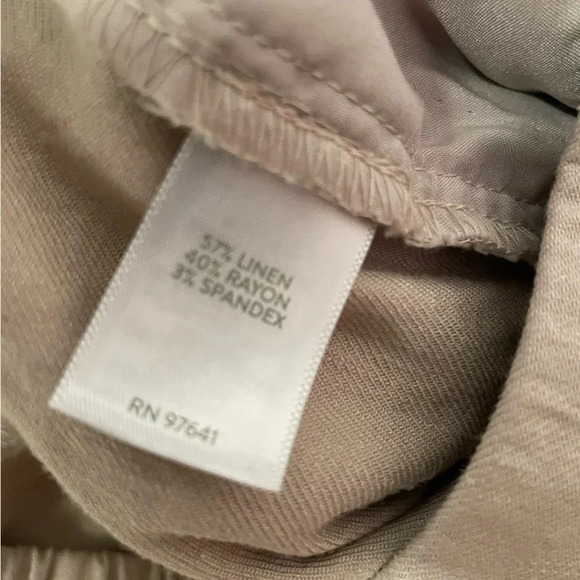 57% LINEN
40% RAYON
3% SPANDEX
RN 97641